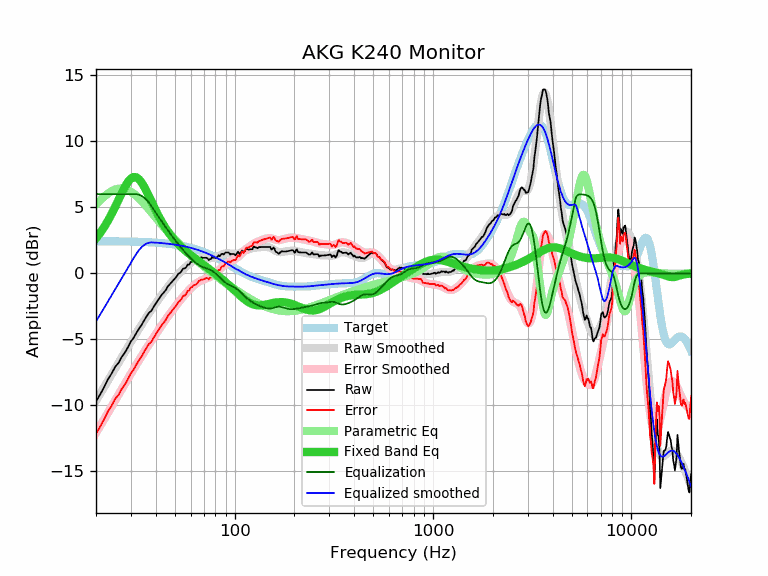 AKG K240 Monitor
15
10
5
0
−5
−10
−15
Amplitude (dBr)
Target
Raw Smoothed
Error Smoothed
Raw
Error
Parametric Eq
Fixed Band Eq
Equalization
Equalized smoothed
100
1000
10000
Frequency (Hz)